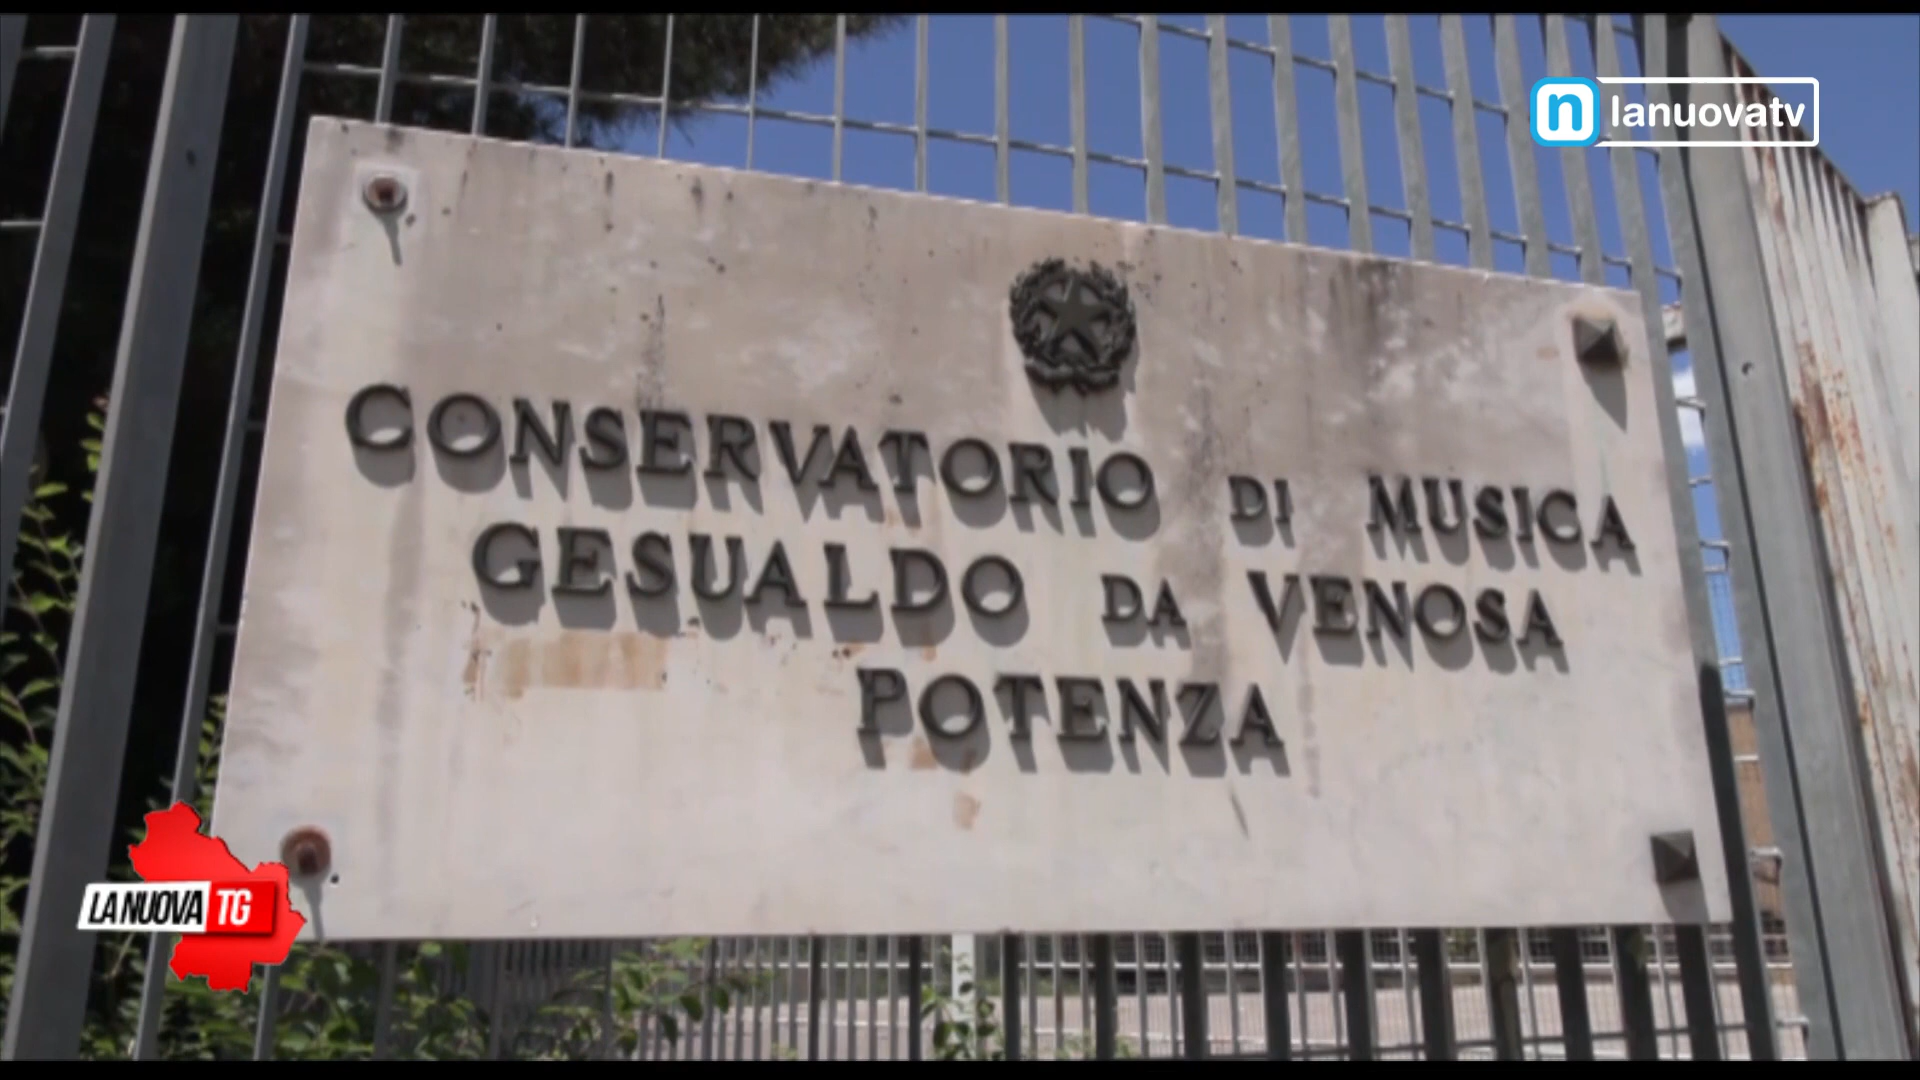 n lanuovatv
CONSERVATORIO DI MUSICA
GESUALDO DA VENOSA
POTENZA
LA NUOVA TG